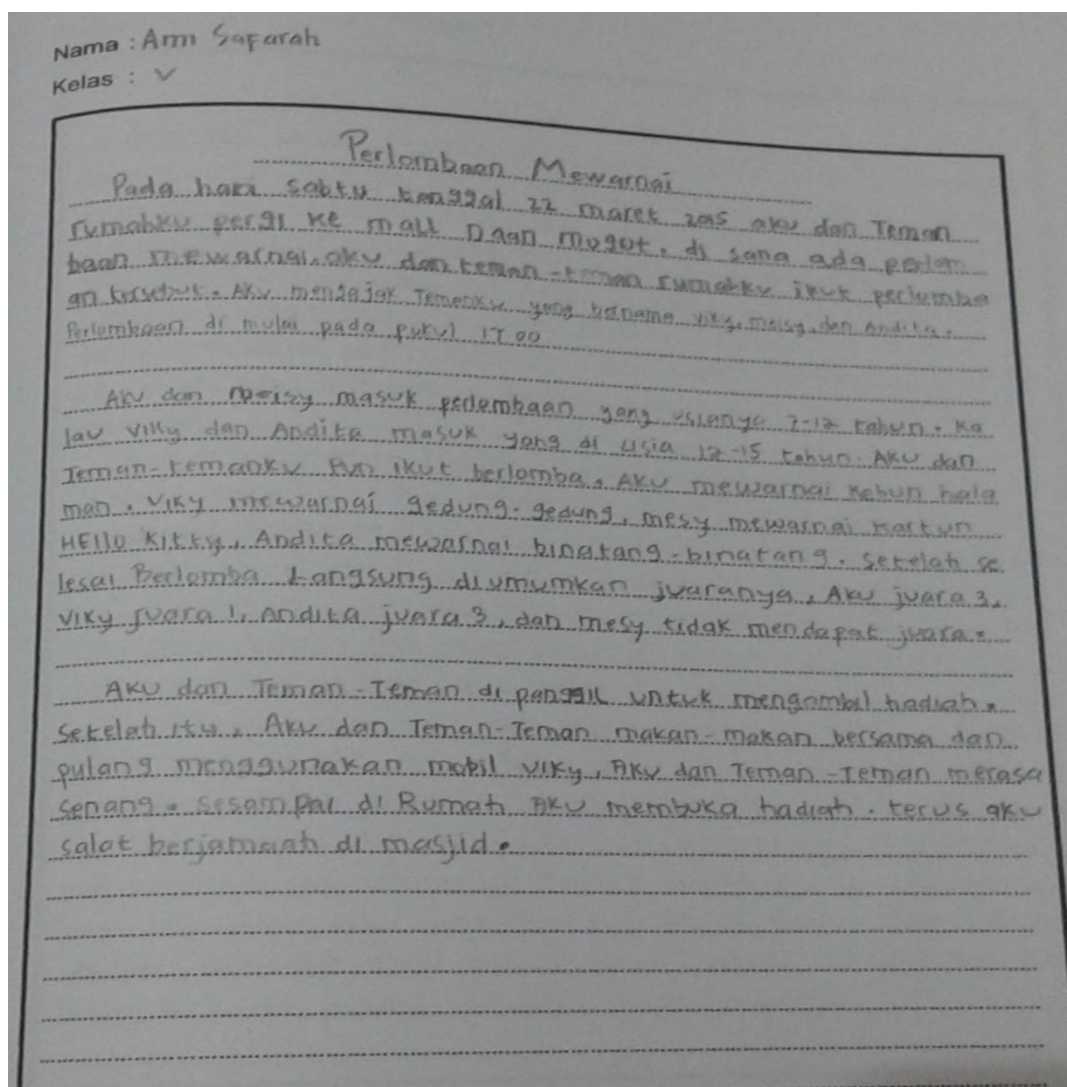 Nama : Ami Safarah
Kelas : V
Perlombaan Mewarnai
Pada hari sabtu tanggal 22 maret 2015 aku dan Teman
rumahku pergi ke mall Daan mogot. di sana ada perlom
baan mewarnai. aku dan teman-teman rumahku ikut perlomba
an tersebut. Aku mengajak Temanku yang bernama viky, meisy, dan Andita.
Perlombaan di mulai pada pukul 17.00
Aku dan Meisy masuk perlombaan yang usianya 7-12 tahun. Ka
lau Viky dan Andita masuk yang di usia 12-15 tahun. Aku dan
Teman-temanku Pun ikut berlomba. Aku mewarnai kebun hala
man. Viky mewarnai gedung-gedung, mesy mewarnai kartun
HEllo Kitty, Andita mewarnai binatang-binatang. setelah se
lesai Berlomba Langsung diumumkan juaranya, Aku juara 3,
Viky juara 1, Andita juara 3, dan mesy tidak mendapat juara.
Aku dan Teman-Teman di panggil untuk mengambil hadiah.
setelah itu, Aku dan Teman-Teman makan-makan bersama dan
pulang menggunakan mobil viky, Aku dan Teman-Teman merasa
senang. Sesampai di Rumah Aku membuka hadiah. terus aku
salat berjamaah di masjid.